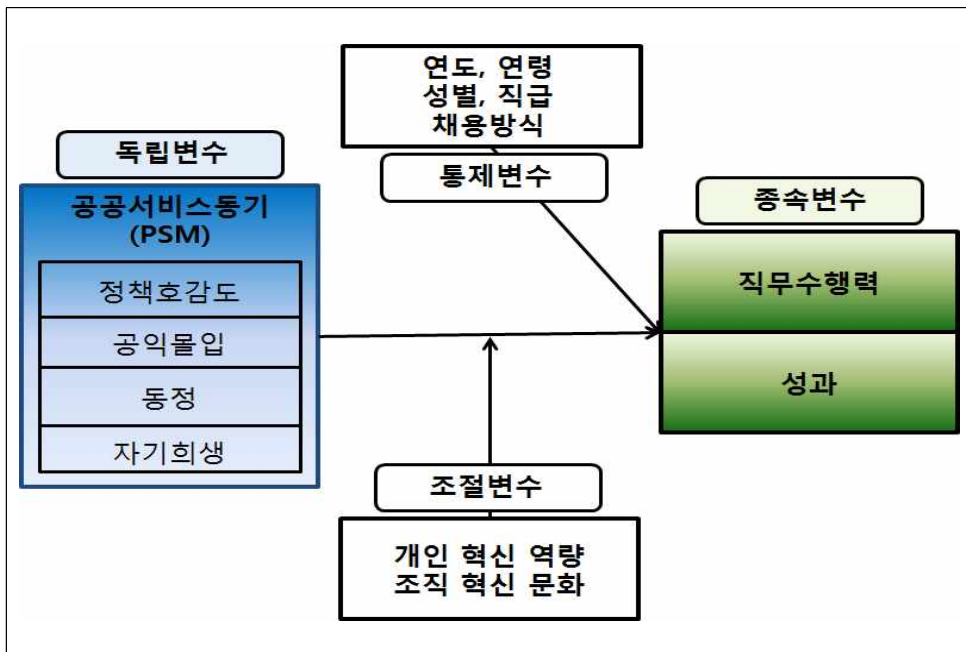 연도, 연령
성별, 직급
채용방식
통제변수
독립변수
공공서비스동기
(PSM)
정책호감도
공익몰입
동정
자기희생
종속변수
직무수행력
성과
조절변수
개인 혁신 역량
조직 혁신 문화